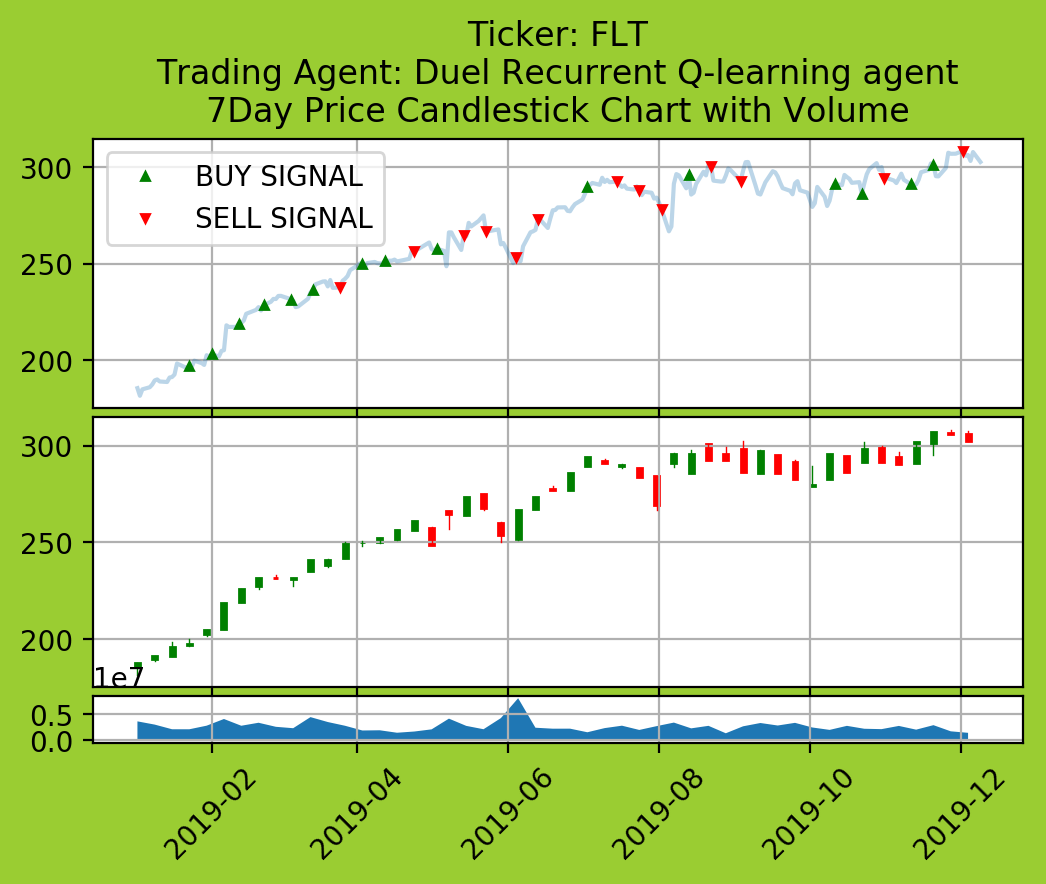 Ticker: FLT
Trading Agent: Duel Recurrent Q-learning agent
7Day Price Candlestick Chart with Volume
300
250
200
BUY SIGNAL
SELL SIGNAL
300
250
200
1e7
0.5
0.0
2019-02
2019-04
2019-06
2019-08
2019-10
2019-12